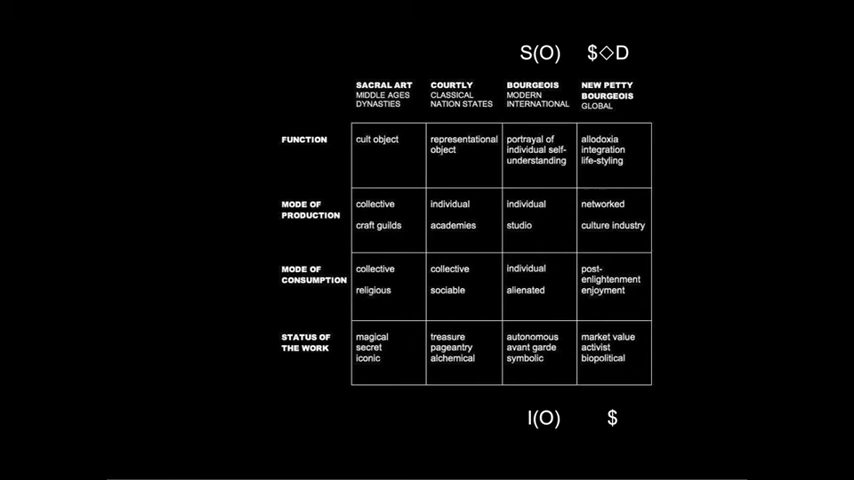 S(O) $◇D
SACRAL ART COURTLY BOURGEOIS NEW PETTY
MIDDLE AGES CLASSICAL MODERN BOURGEOIS
DYNASTIES NATION STATES INTERNATIONAL GLOBAL
FUNCTION cult object representational portrayal of allodoxia
object individual self- integration
understanding life-styling
MODE OF collective individual individual networked
PRODUCTION
craft guilds academies studio culture industry
MODE OF collective collective individual post-
CONSUMPTION enlightenment
religious sociable alienated enjoyment
STATUS OF magical treasure autonomous market value
THE WORK secret pageantry avant garde activist
iconic alchemical symbolic biopolitical
I(O) $